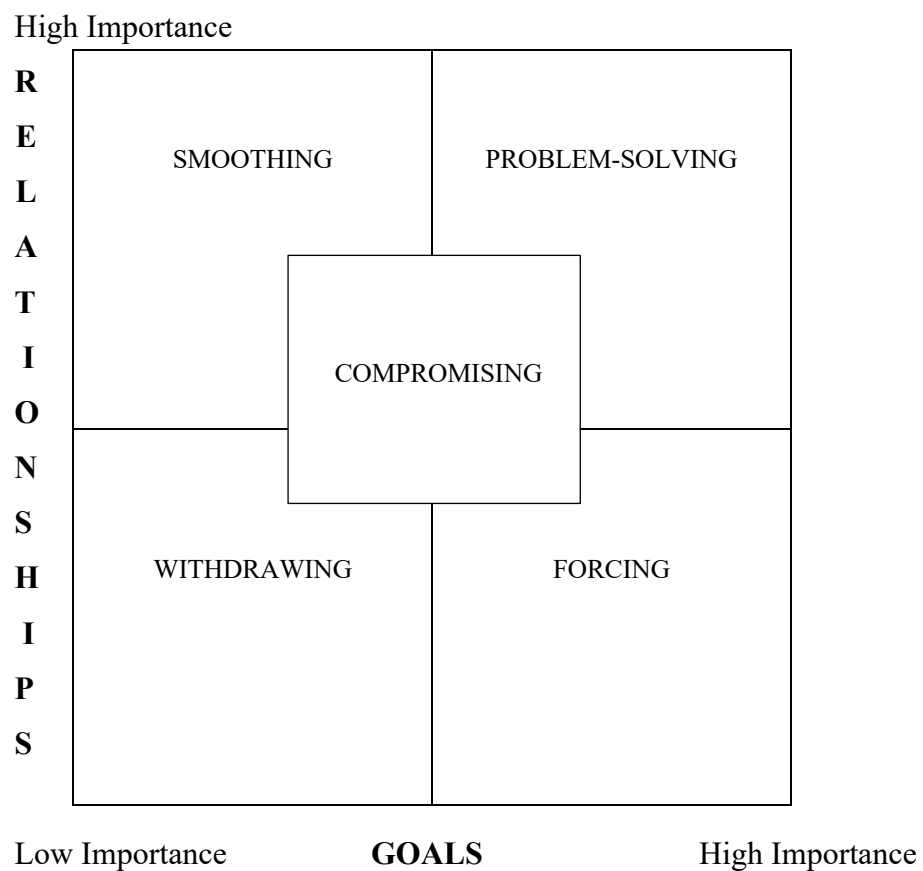 High Importance
R
E
L
A
T
I
O
N
S
H
I
P
S
SMOOTHING
PROBLEM-SOLVING
COMPROMISING
WITHDRAWING
FORCING
Low Importance
GOALS
High Importance